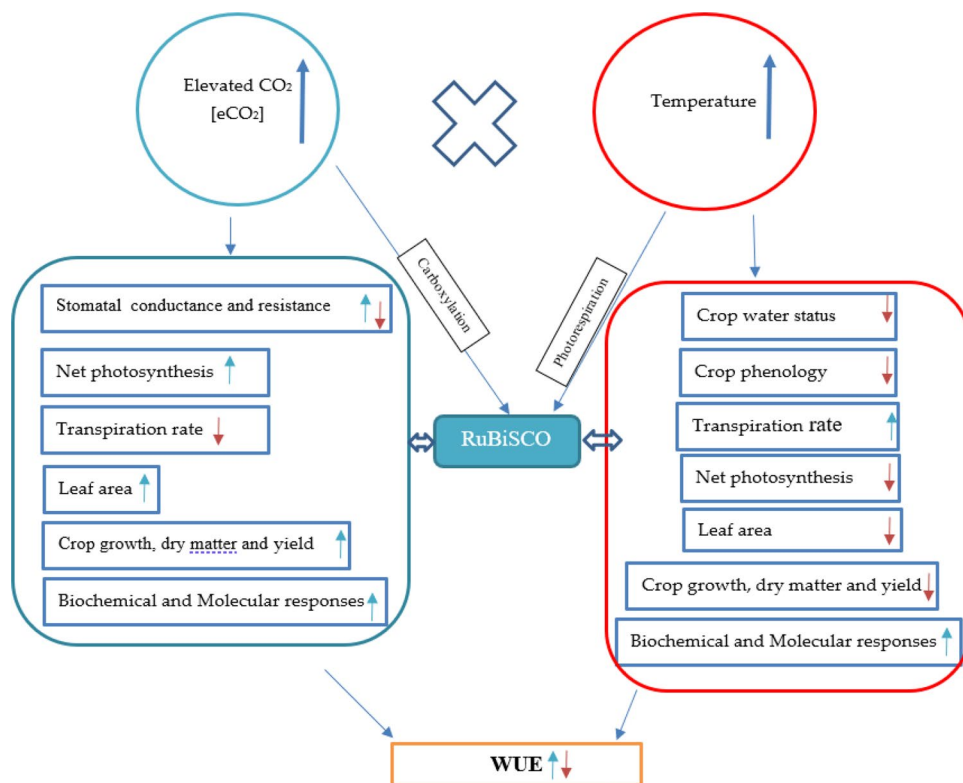 Elevated CO₂
[eCO₂]
Temperature
Carboxylation
Photorespiration
Stomatal conductance and resistance
Net photosynthesis
Transpiration rate
Leaf area
Crop growth, dry matter and yield
Biochemical and Molecular responses
RuBiSCO
Crop water status
Crop phenology
Transpiration rate
Net photosynthesis
Leaf area
Crop growth, dry matter and yield
Biochemical and Molecular responses
WUE